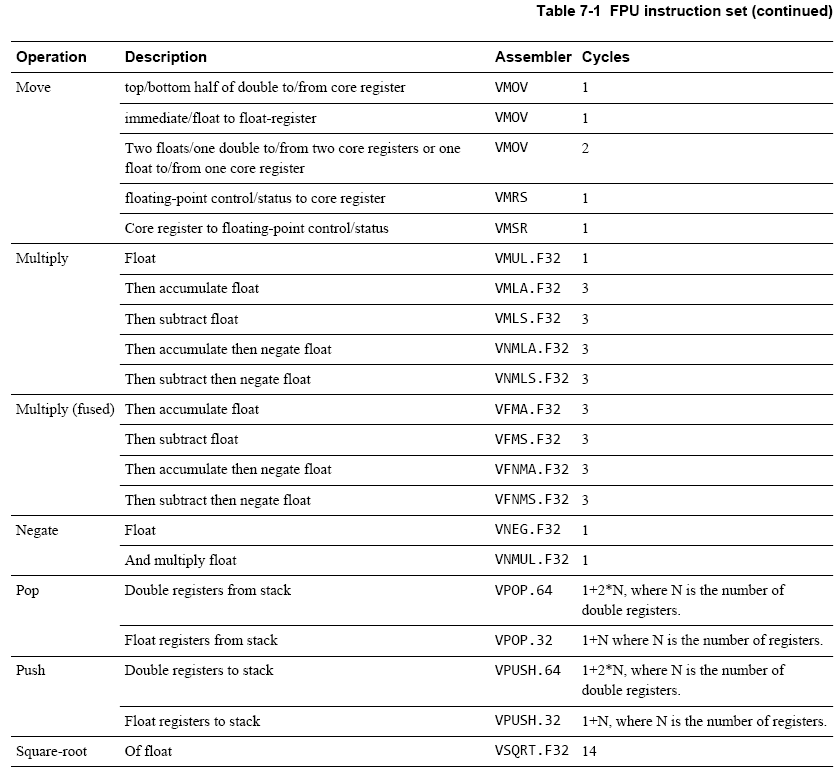 Table 7-1 FPU instruction set (continued)
Operation Description Assembler Cycles
Move top/bottom half of double to/from core register VMOV 1
immediate/float to float-register VMOV 1
Two floats/one double to/from two core registers or one VMOV 2
float to/from one core register
floating-point control/status to core register VMRS 1
Core register to floating-point control/status VMSR 1
Multiply Float VMUL.F32 1
Then accumulate float VMLA.F32 3
Then subtract float VMLS.F32 3
Then accumulate then negate float VNMLA.F32 3
Then subtract then negate float VNMLS.F32 3
Multiply (fused) Then accumulate float VFMA.F32 3
Then subtract float VFMS.F32 3
Then accumulate then negate float VFNMA.F32 3
Then subtract then negate float VFNMS.F32 3
Negate Float VNEG.F32 1
And multiply float VNMUL.F32 1
Pop Double registers from stack VPOP.64 1+2*N, where N is the number of
double registers.
Float registers from stack VPOP.32 1+N where N is the number of registers.
Push Double registers to stack VPUSH.64 1+2*N, where N is the number of
double registers.
Float registers to stack VPUSH.32 1+N, where N is the number of registers.
Square-root Of float VSQRT.F32 14